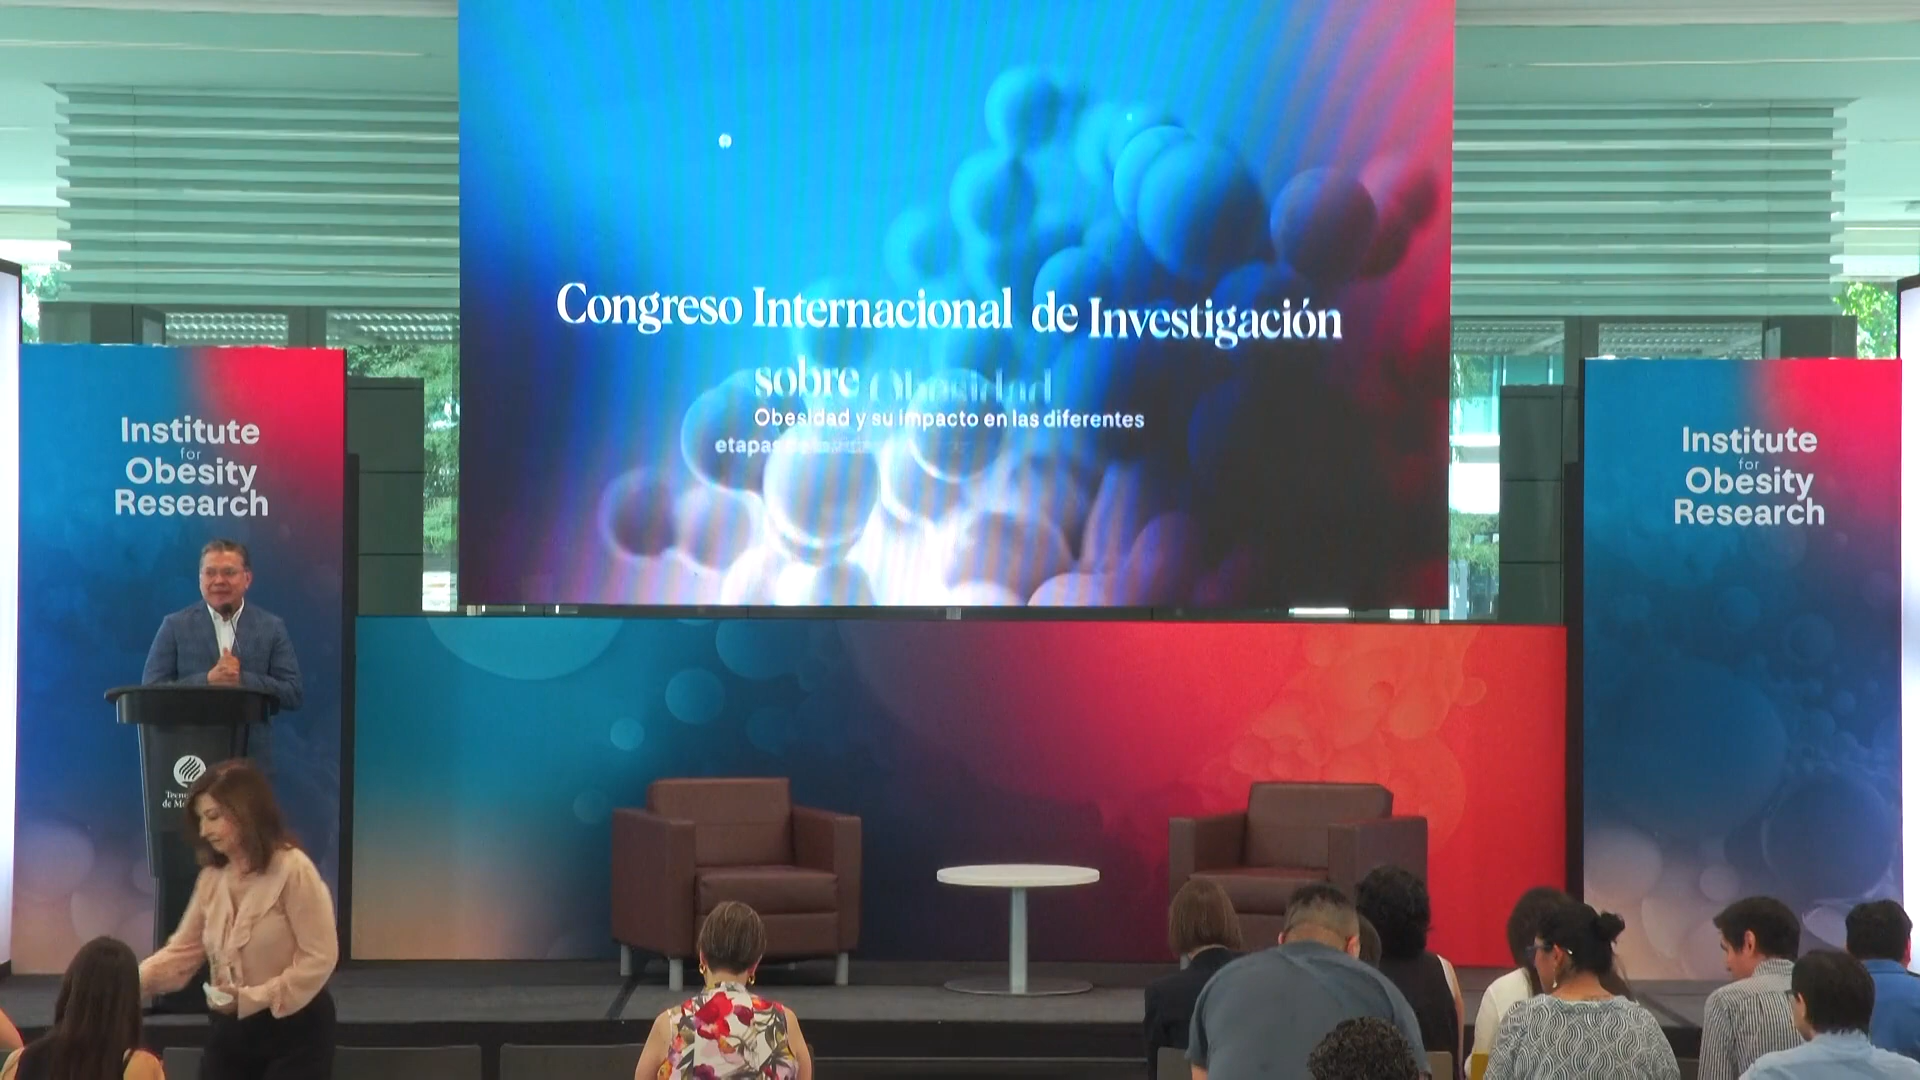 Congreso Internacional de Investigación
sobre Obesidad
Obesidad y su impacto en las diferentes
etapas
Institute
for
Obesity
Research
Institute
for
Obesity
Research